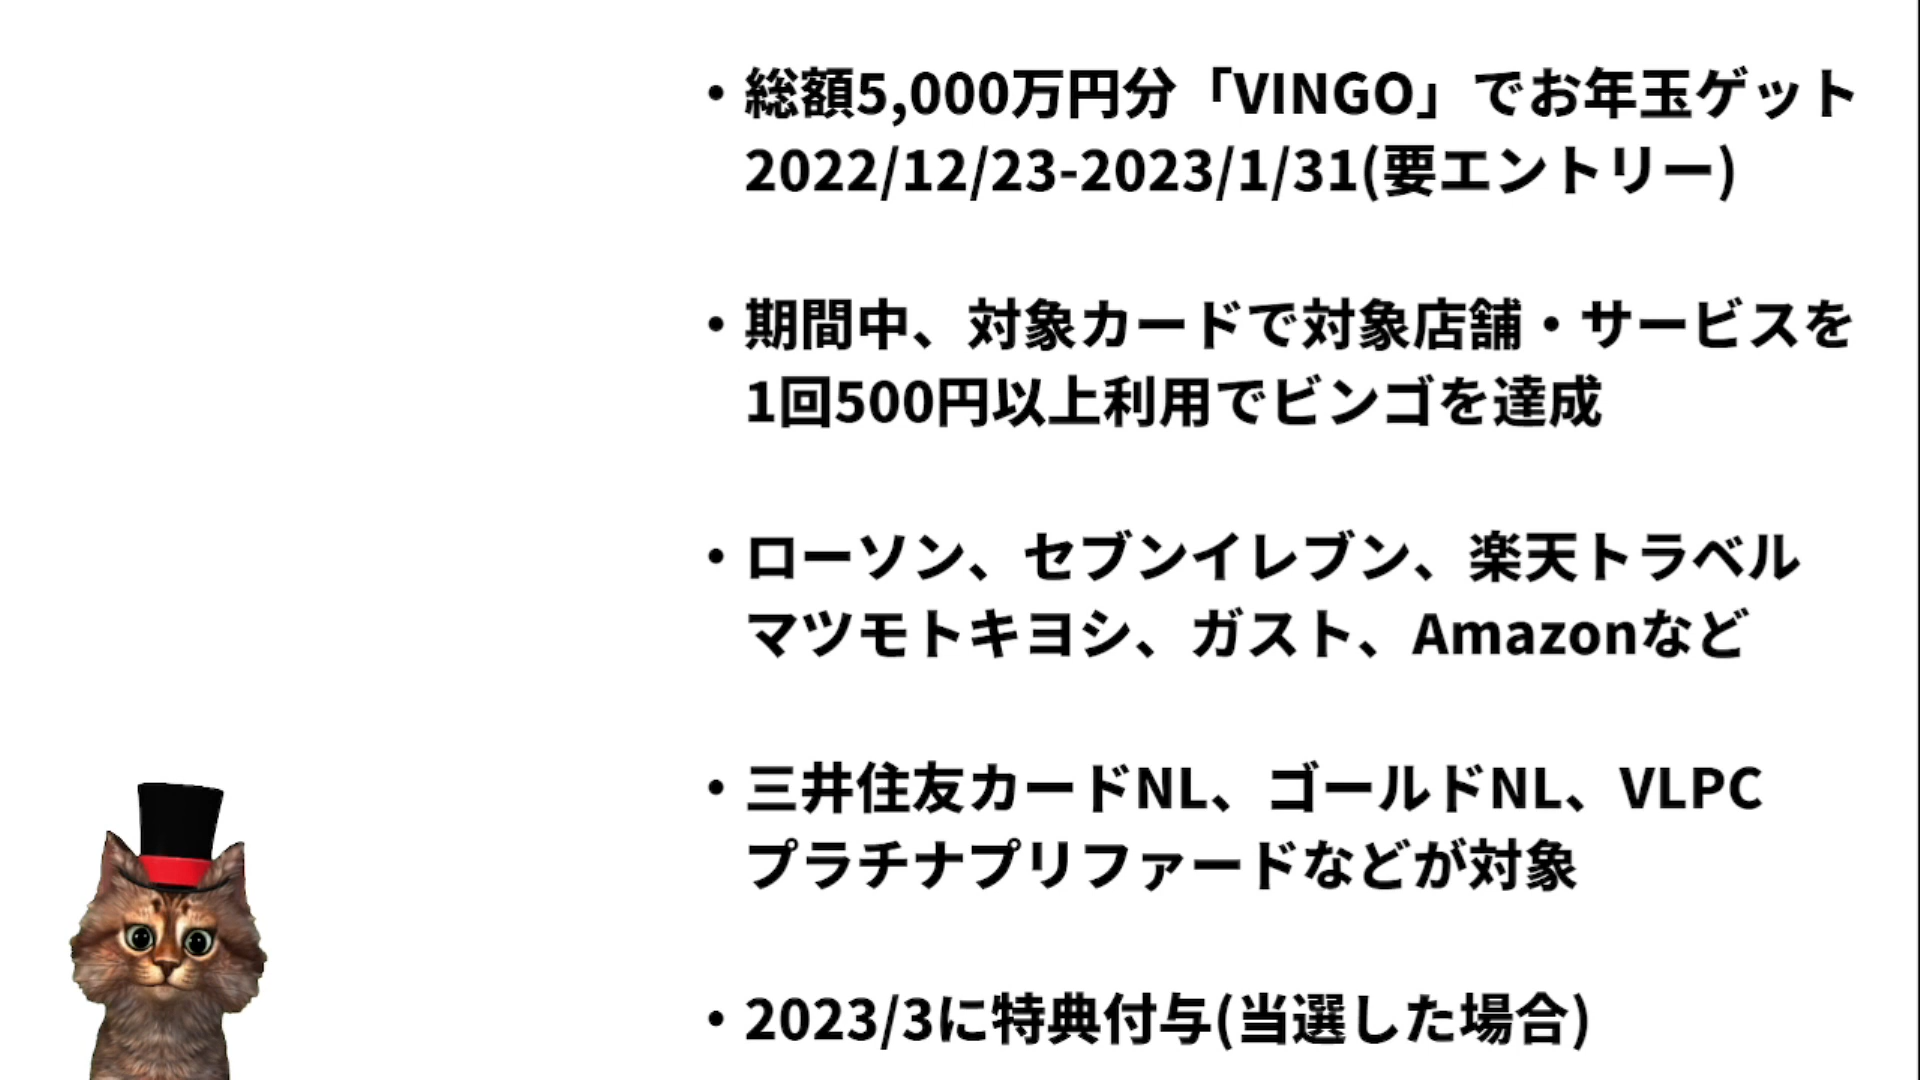 ・総額5,000万円分「VINGO」でお年玉ゲット
2022/12/23-2023/1/31(要エントリー)
・期間中、対象カードで対象店舗・サービスを
1回500円以上利用でビンゴを達成
・ローソン、セブンイレブン、楽天トラベル
マツモトキヨシ、ガスト、Amazonなど
・三井住友カードNL、ゴールドNL、VLPC
プラチナプリファードなどが対象
・2023/3に特典付与(当選した場合)